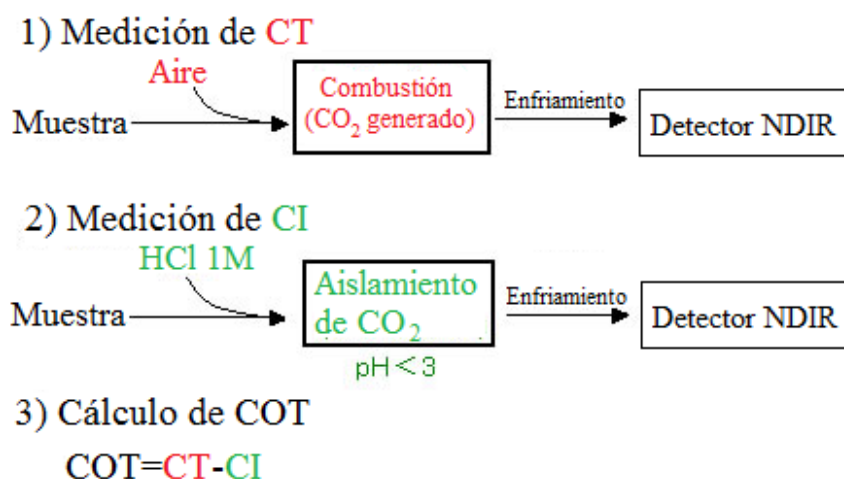 1) Medición de CT
Aire
Muestra
Combustión
(CO₂ generado)
Enfriamiento
Detector NDIR
2) Medición de CI
HCl 1M
Muestra
Aislamiento
de CO₂
Enfriamiento
Detector NDIR
pH < 3
3) Cálculo de COT
COT=CT-CI